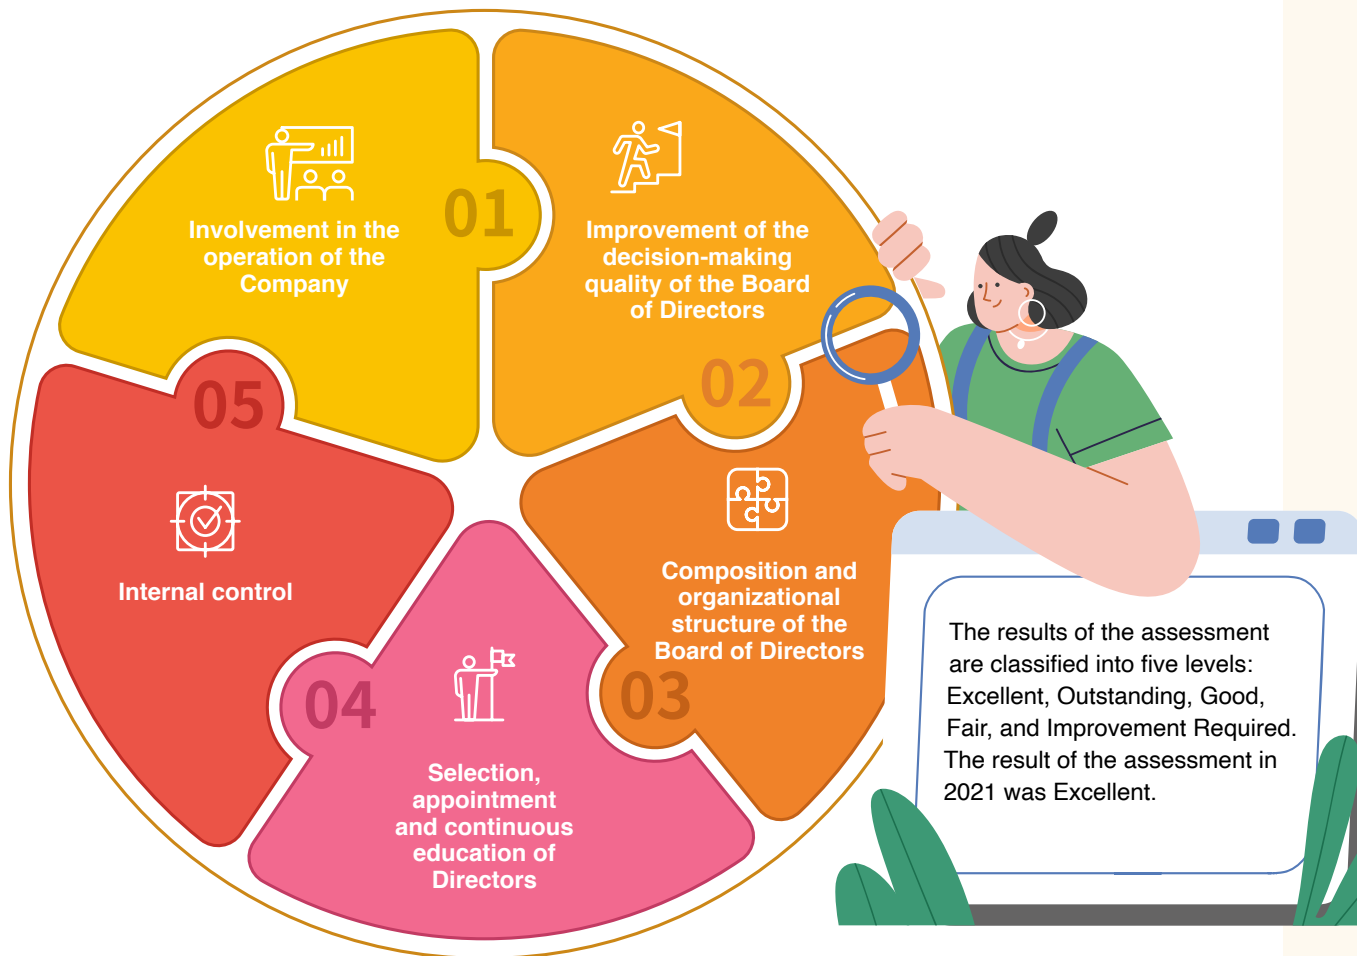 01
Involvement in the
operation of the
Company
Improvement of the
decision-making
quality of the Board
of Directors
02
Composition and
organizational
structure of the
Board of Directors
03
Selection,
appointment
and continuous
education of
Directors
04
Internal control
05
The results of the assessment
are classified into five levels:
Excellent, Outstanding, Good,
Fair, and Improvement Required.
The result of the assessment in
2021 was Excellent.